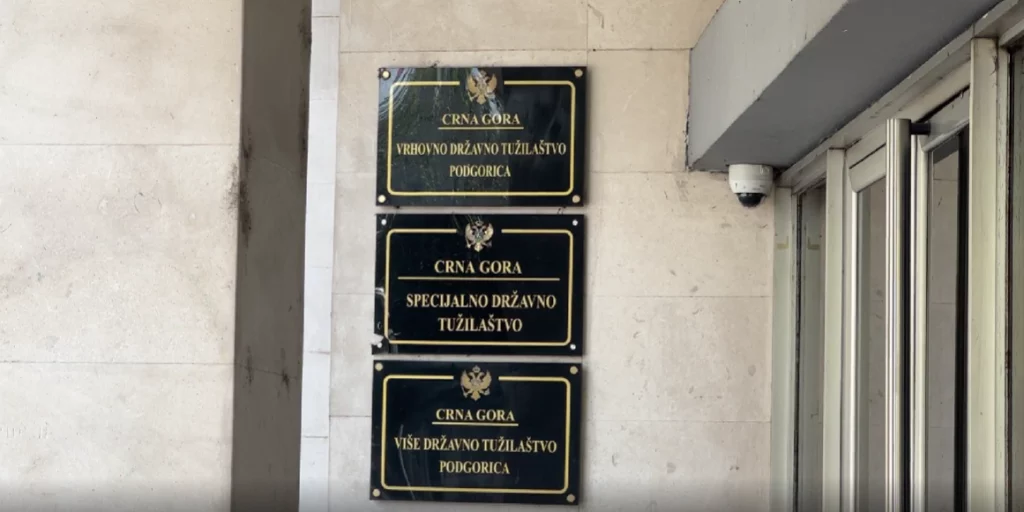 CRNA GORA
VRHOVNO DRŽAVNO TUŽILAŠTVO
PODGORICA
CRNA GORA
SPECIJALNO DRŽAVNO
TUŽILAŠTVO
CRNA GORA
VIŠE DRŽAVNO TUŽILAŠTVO
PODGORICA